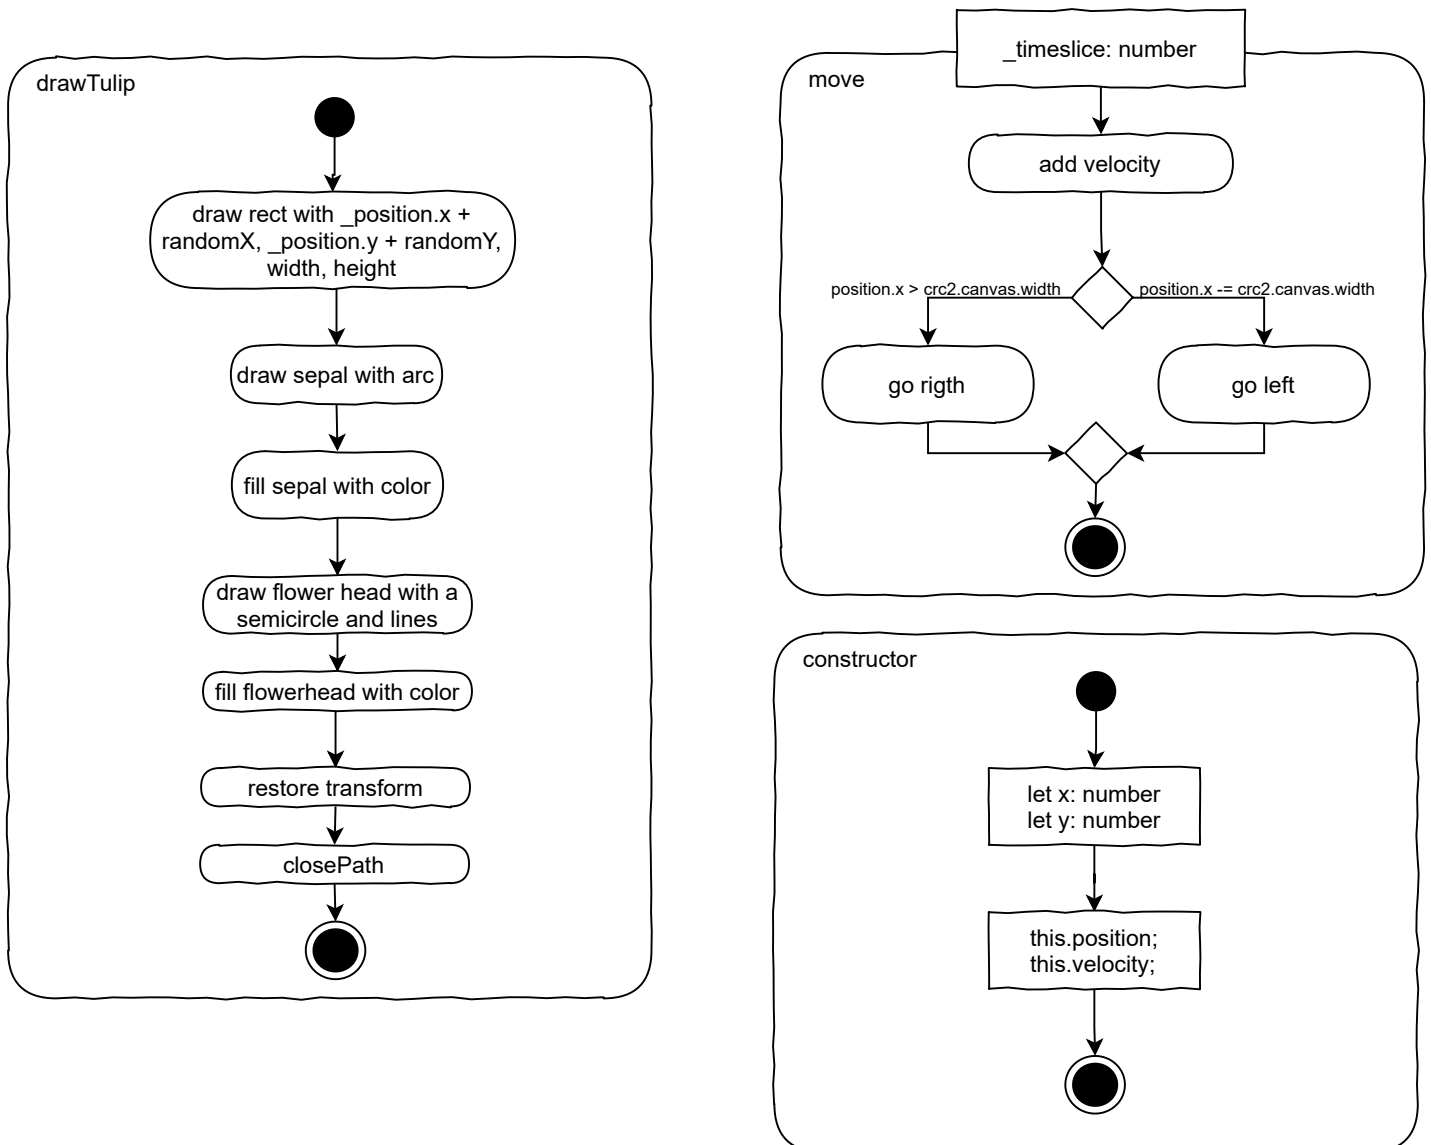 drawTulip
draw rect with _position.x +
randomX, _position.y + randomY,
width, height
draw sepal with arc
fill sepal with color
draw flower head with a
semicircle and lines
fill flowerhead with color
restore transform
closePath
_timeslice: number
move
add velocity
position.x > crc2.canvas.width
position.x -= crc2.canvas.width
go rigth
go left
constructor
let x: number
let y: number
this.position;
this.velocity;